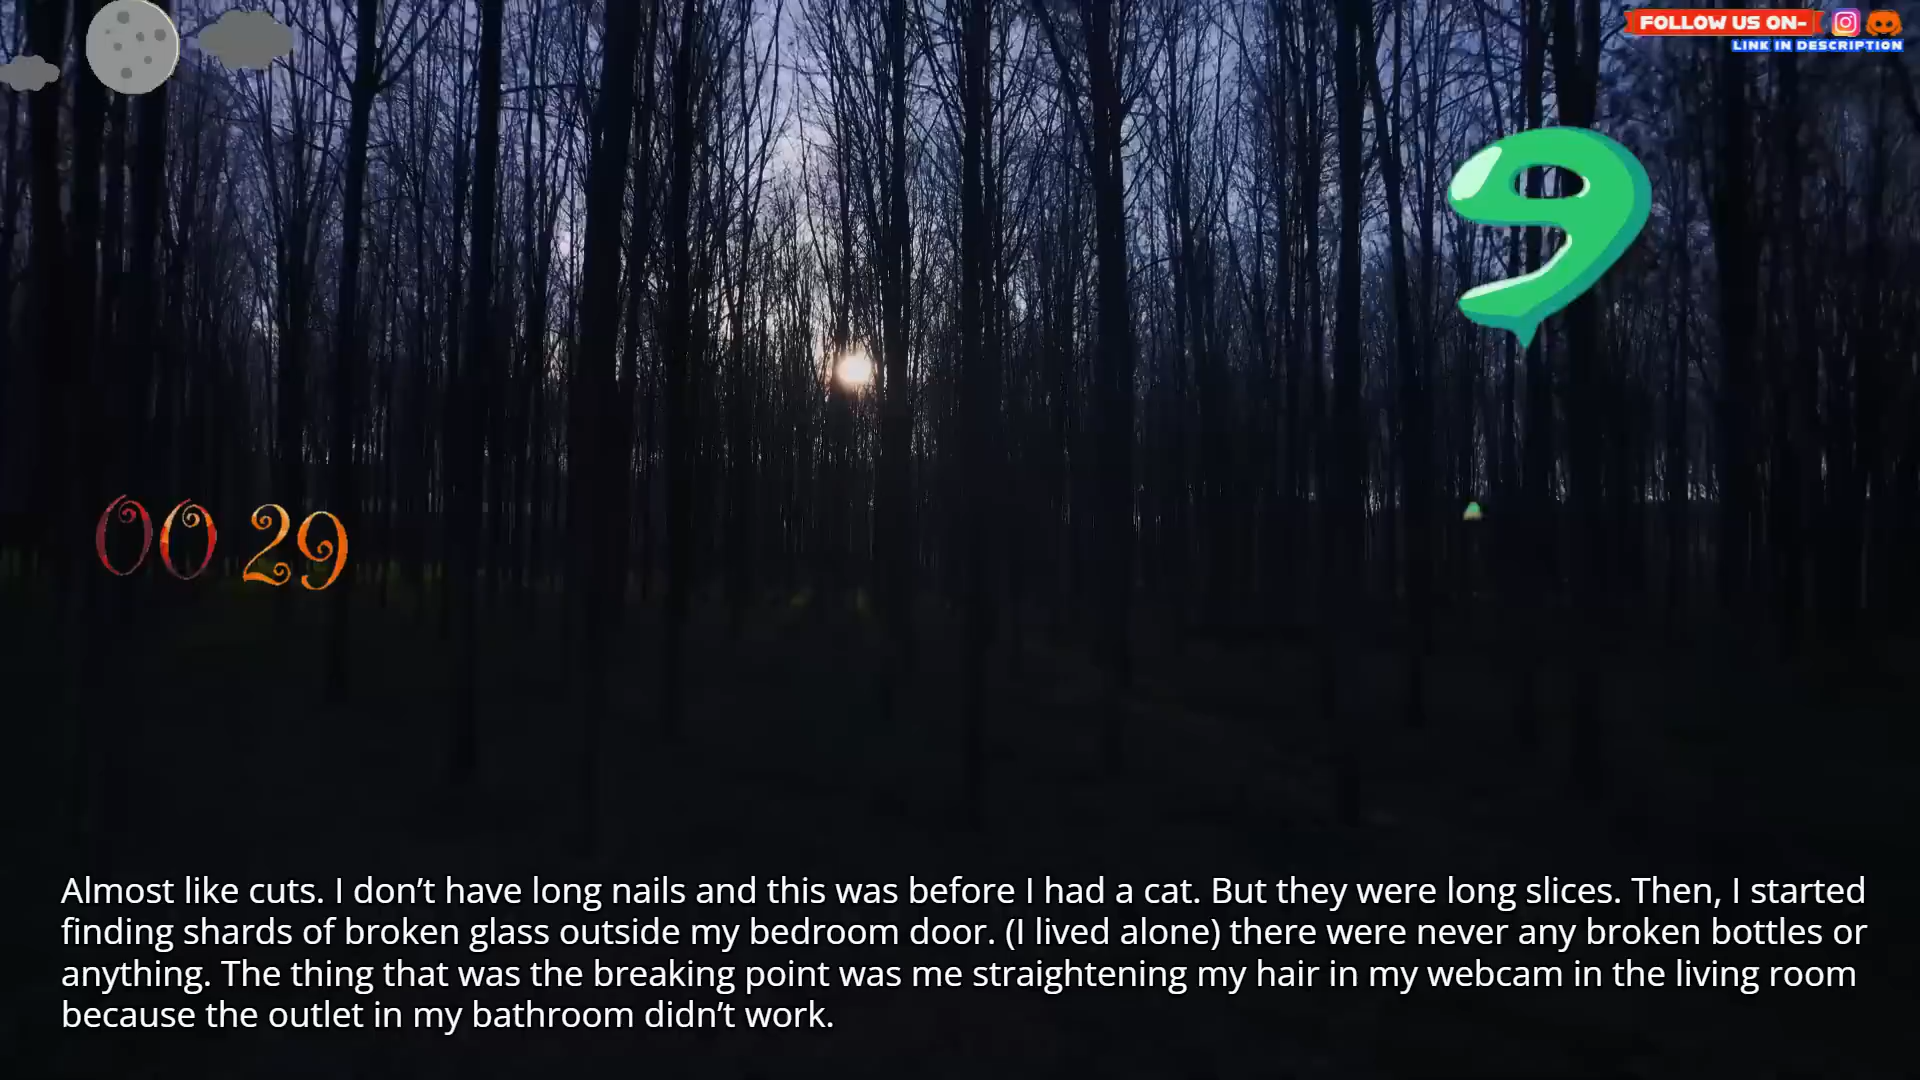 FOLLOW US ON-
LINK IN DESCRIPTION
9
00 29
Almost like cuts. I don’t have long nails and this was before I had a cat. But they were long slices. Then, I started
finding shards of broken glass outside my bedroom door. (I lived alone) there were never any broken bottles or
anything. The thing that was the breaking point was me straightening my hair in my webcam in the living room
because the outlet in my bathroom didn’t work.